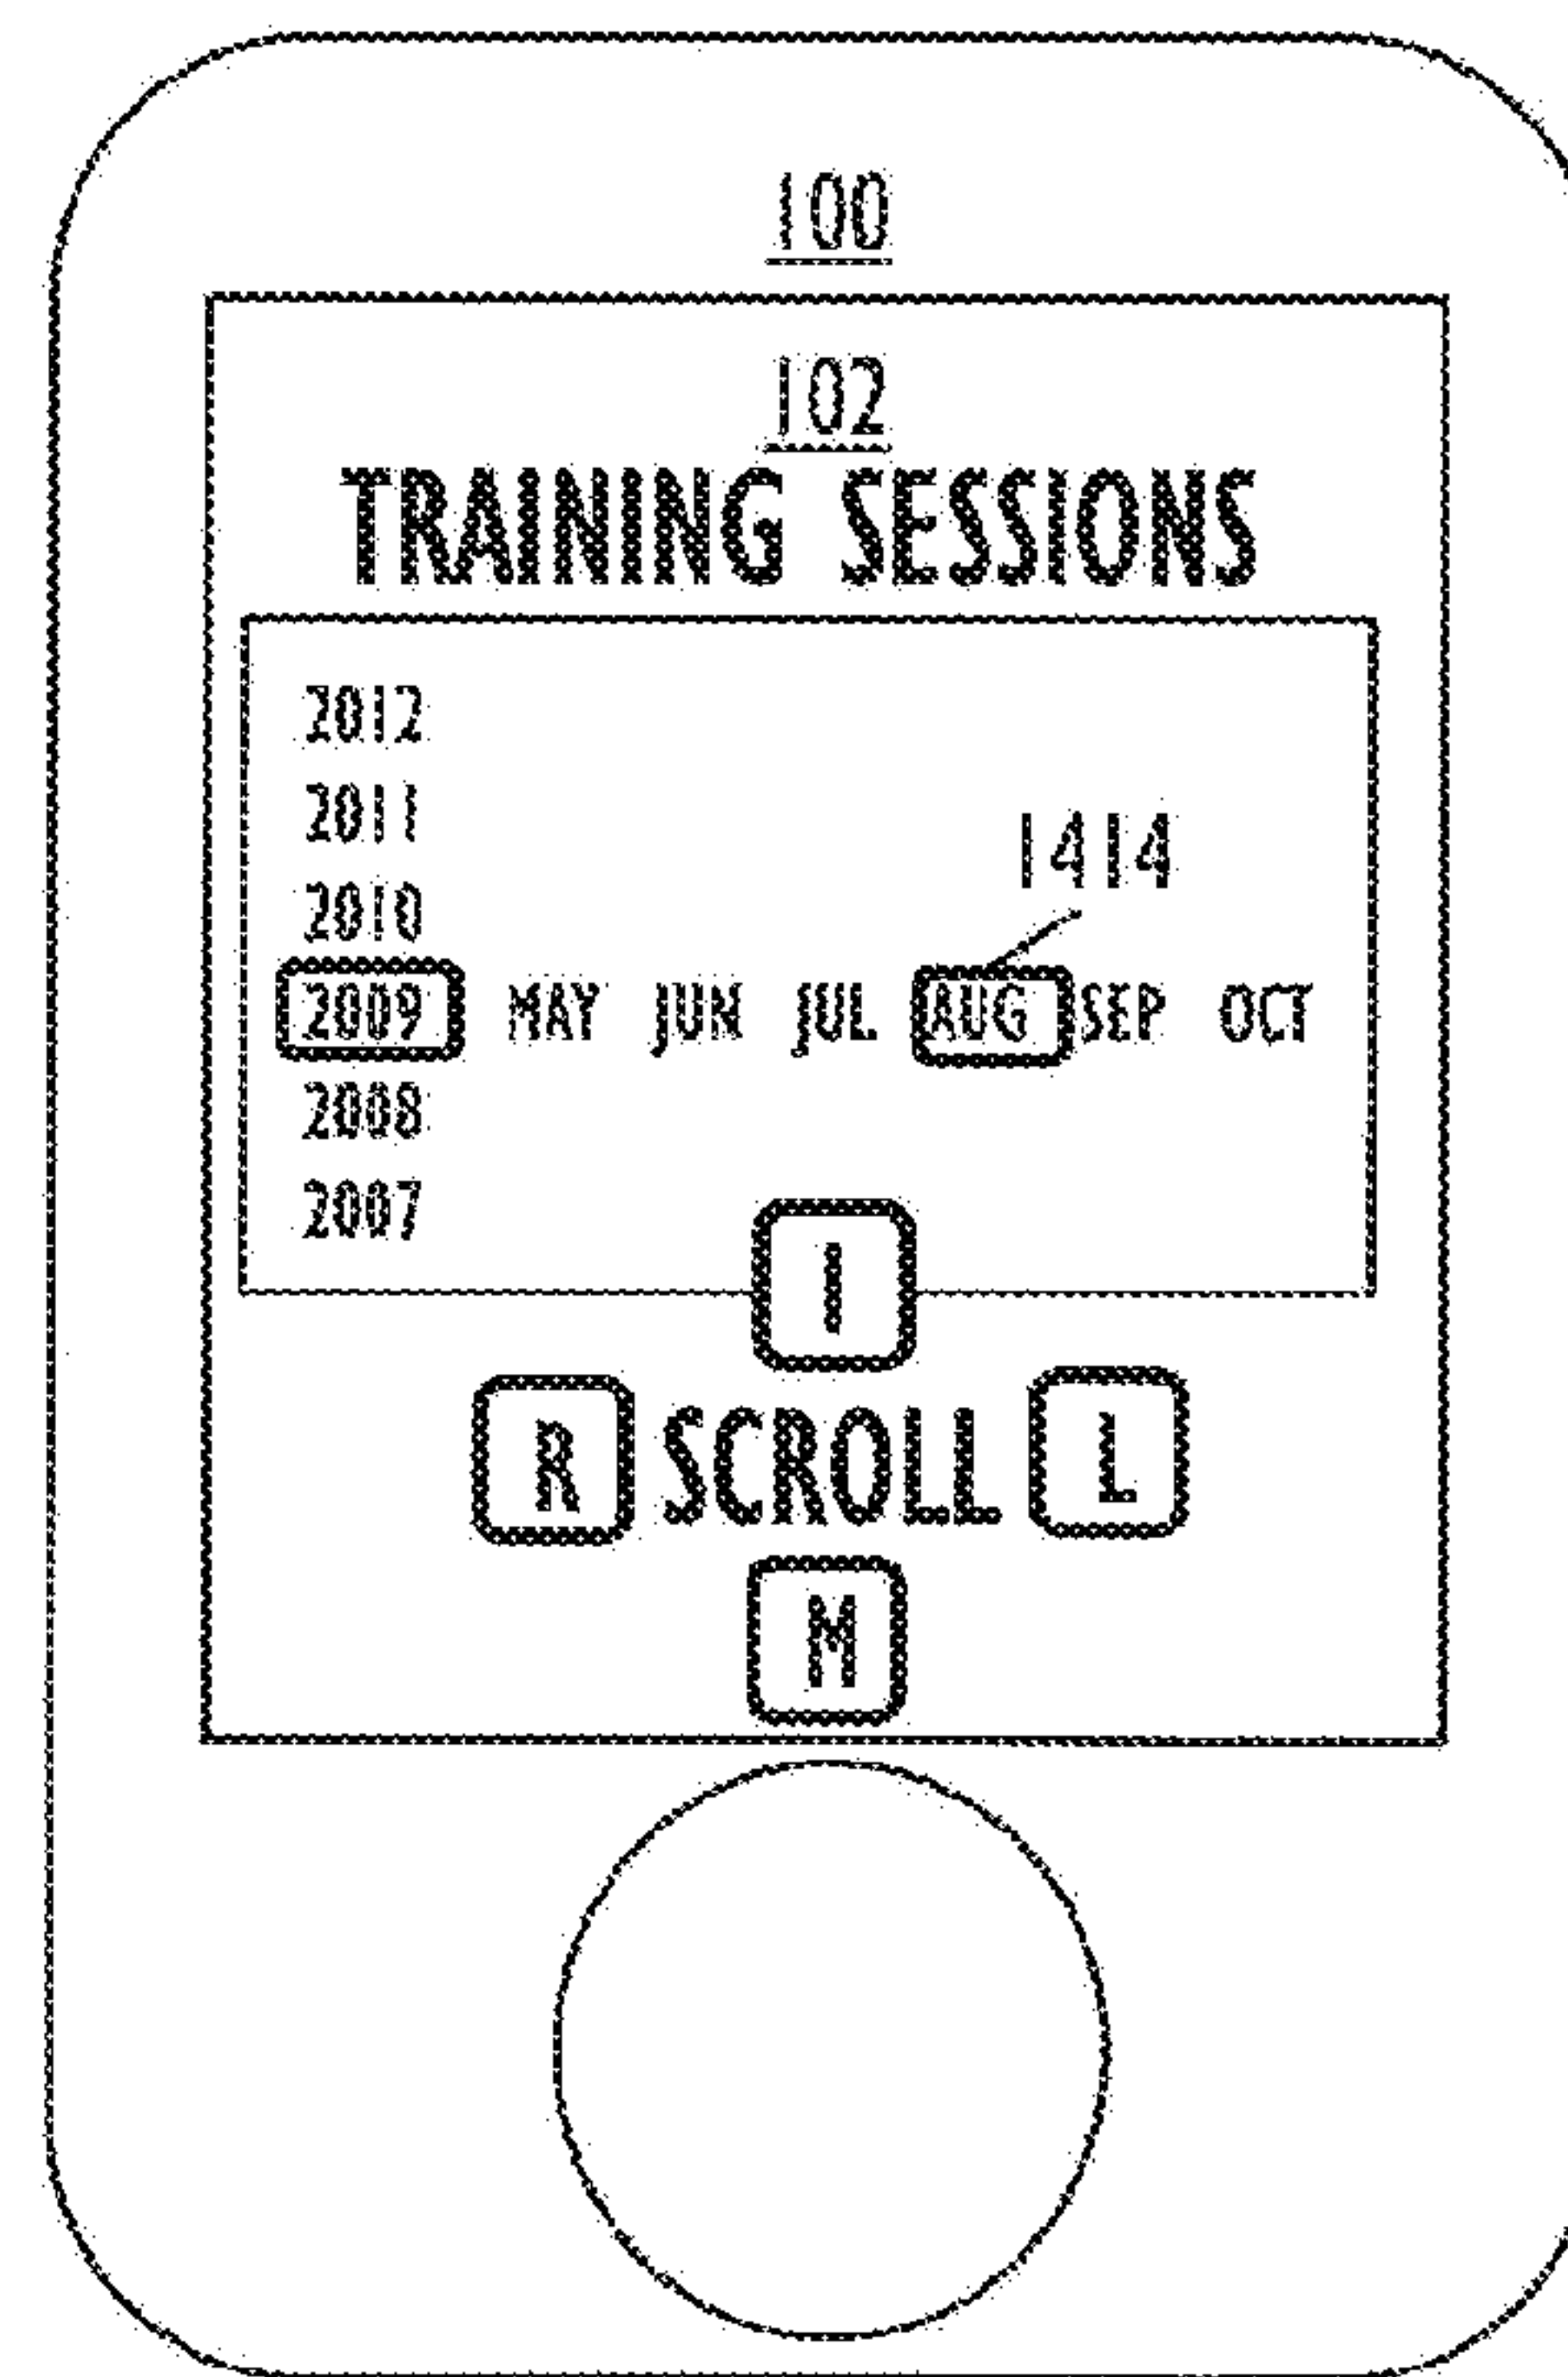 100
102
TRAINING SESSIONS
2012
2011
1414
2010
2009 MAY JUN JUL AUG SEP OCT
2008
2007
I
R SCROLL L
M